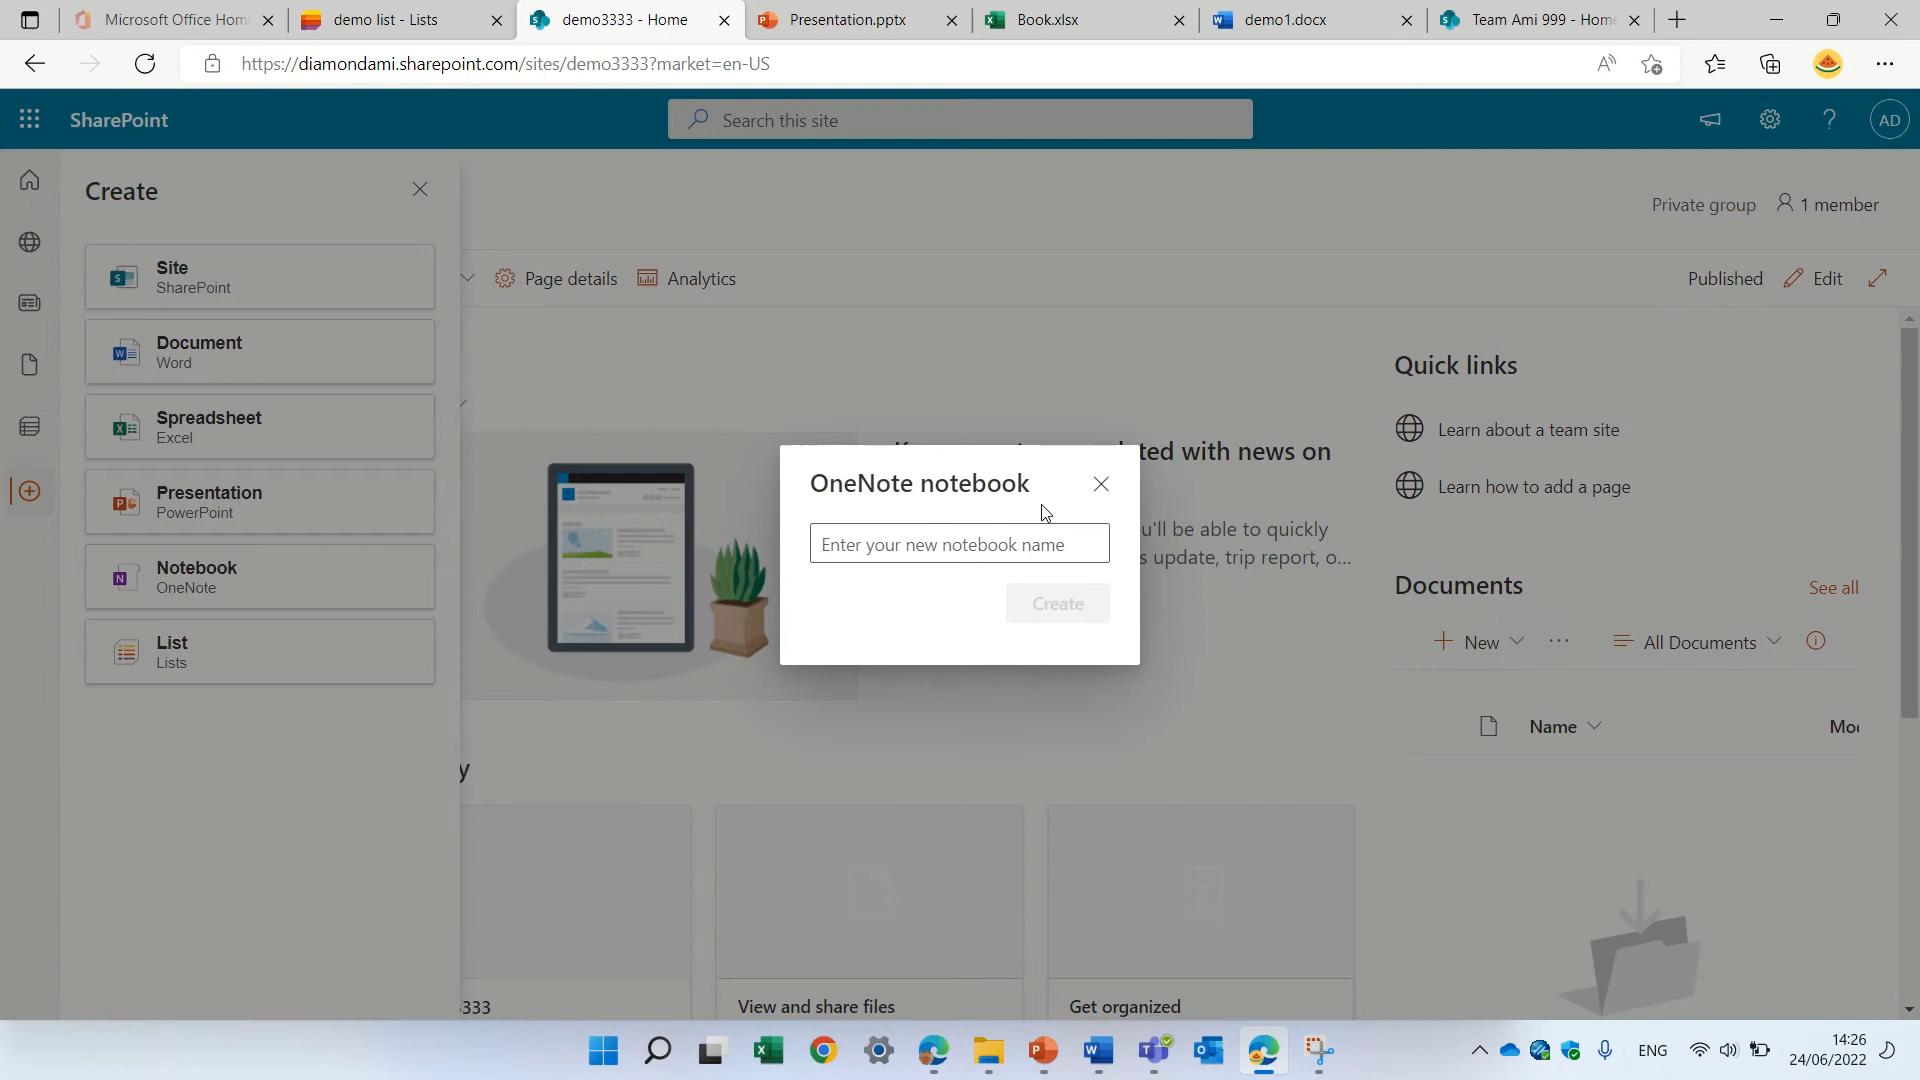 Microsoft Office Hom
demo list - Lists
demo3333 - Home
Presentation.pptx
Book.xlsx
demo1.docx
Team Ami 999 - Home
https://diamondami.sharepoint.com/sites/demo3333?market=en-US
SharePoint
Search this site
AD
Create
Private group
1 member
Site
SharePoint
Page details
Analytics
Published
Edit
Document
Word
Quick links
Spreadsheet
Excel
Learn about a team site
ted with news on
OneNote notebook
Learn how to add a page
Presentation
PowerPoint
u'll be able to quickly
Enter your new notebook name
s update, trip report, o...
Notebook
OneNote
Documents
See all
Create
New
All Documents
List
Lists
Name
Mod
y
333
View and share files
Get organized
ENG
14:26
24/06/2022